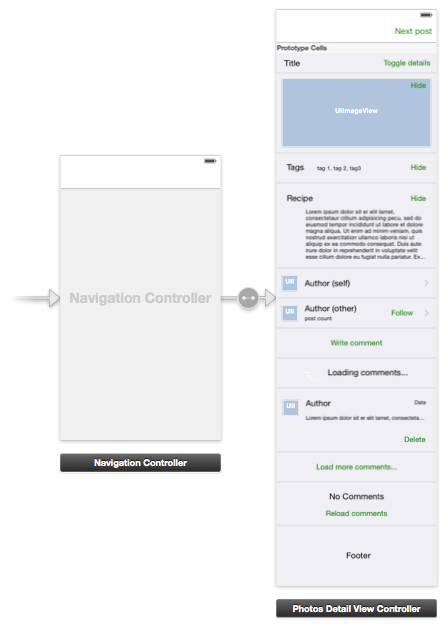 Next post
Prototype Cells
Title
Toggle details
Hide
UIImageView
Tags
tag 1, tag 2, tag3
Hide
Recipe
Hide
Lorem ipsum dolor sit er elit lamet,
consectetaur cillium adipisicing pecu, sed do
eiusmod tempor incididunt ut labore et dolore
magna aliqua. Ut enim ad minim veniam, quis
nostrud exercitation ullamco laboris nisi ut
aliquip ex ea commodo consequat. Duis aute
irure dolor in reprehenderit in voluptate velit
esse cillum dolore eu fugiat nulla pariatur. Ex...
UII
Author (self)
UII
Author (other)
post count
Follow
Write comment
Loading comments...
UII
Author
Date
Lorem ipsum dolor sit er elit lamet, consecteta...
Delete
Load more comments...
No Comments
Reload comments
Footer
Photos Detail View Controller
Navigation Controller
Navigation Controller